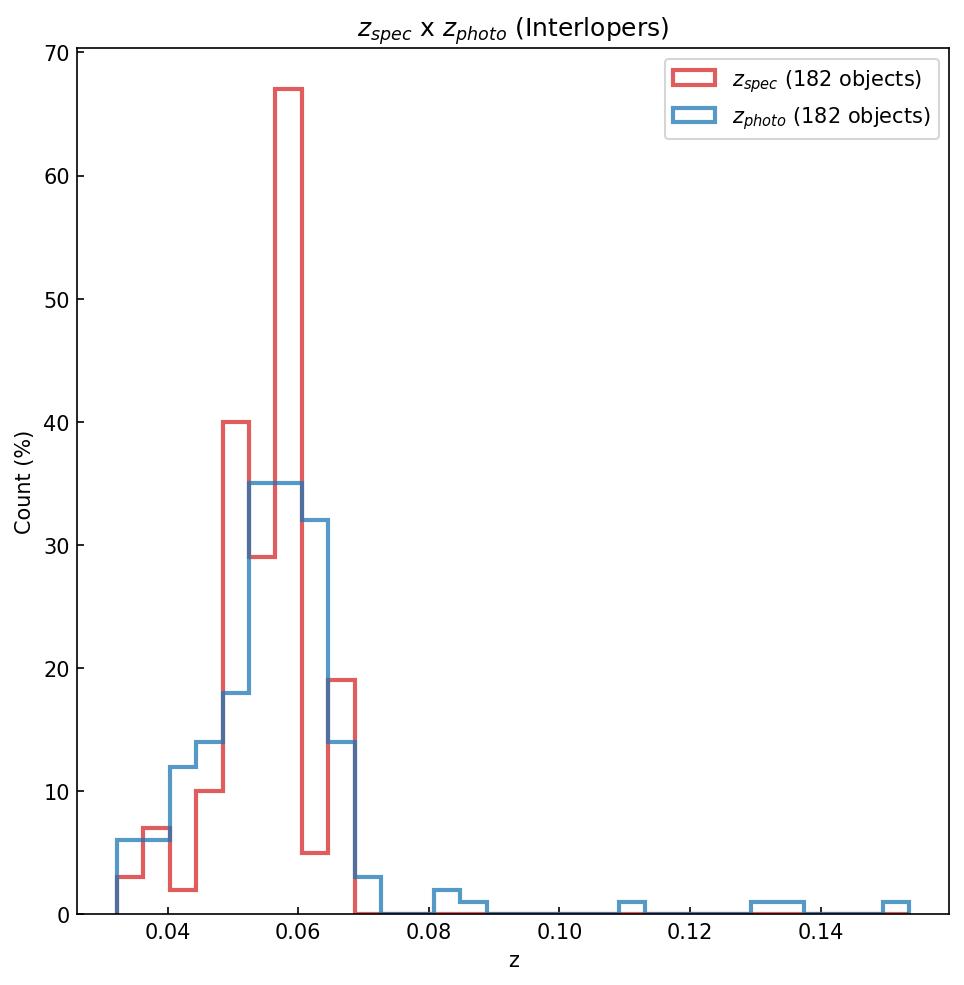 z_spec x z_photo (Interlopers)
z_spec (182 objects)
z_photo (182 objects)
Count (%)
70
60
50
40
30
20
10
0
0.04 0.06 0.08 0.10 0.12 0.14
z